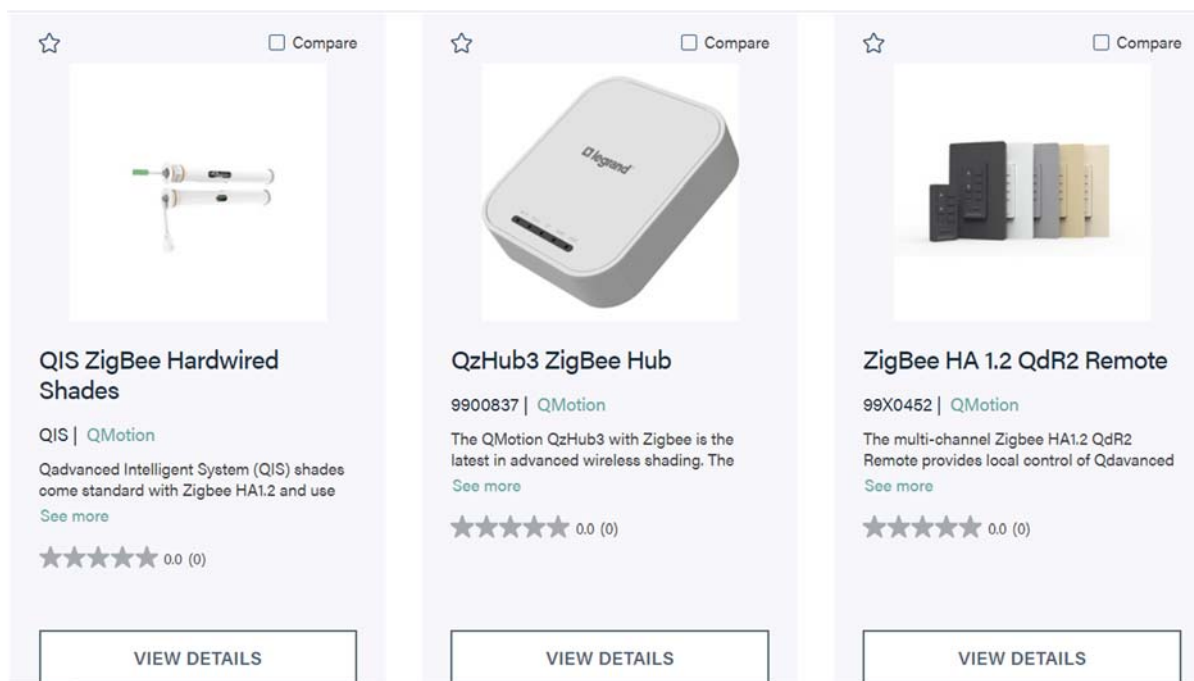 Compare
QIS ZigBee Hardwired
Shades
QIS | QMotion
Qadvanced Intelligent System (QIS) shades
come standard with Zigbee HA1.2 and use
See more
0.0 (0)
VIEW DETAILS
Compare
legrand
QzHub3 ZigBee Hub
9900837 | QMotion
The QMotion QzHub3 with Zigbee is the
latest in advanced wireless shading. The
See more
0.0 (0)
VIEW DETAILS
Compare
ZigBee HA 1.2 QdR2 Remote
99X0452 | QMotion
The multi-channel Zigbee HA1.2 QdR2
Remote provides local control of Qdavanced
See more
0.0 (0)
VIEW DETAILS